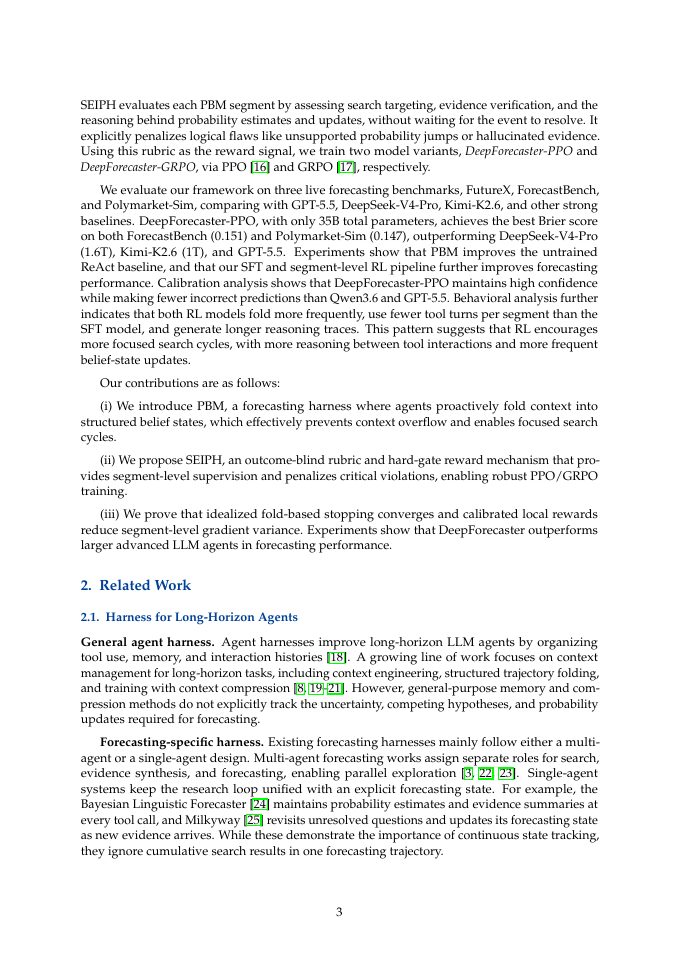 SEIPH evaluates each PBM segment by assessing search targeting, evidence verification, and the
reasoning behind probability estimates and updates, without waiting for the event to resolve. It
explicitly penalizes logical flaws like unsupported probability jumps or hallucinated evidence.
Using this rubric as the reward signal, we train two model variants, DeepForecaster-PPO and
DeepForecaster-GRPO, via PPO [16] and GRPO [17], respectively.
We evaluate our framework on three live forecasting benchmarks, FutureX, ForecastBench,
and Polymarket-Sim, comparing with GPT-5.5, DeepSeek-V4-Pro, Kimi-K2.6, and other strong
baselines. DeepForecaster-PPO, with only 35B total parameters, achieves the best Brier score
on both ForecastBench (0.151) and Polymarket-Sim (0.147), outperforming DeepSeek-V4-Pro
(1.6T), Kimi-K2.6 (1T), and GPT-5.5. Experiments show that PBM improves the untrained
ReAct baseline, and that our SFT and segment-level RL pipeline further improves forecasting
performance. Calibration analysis shows that DeepForecaster-PPO maintains high confidence
while making fewer incorrect predictions than Qwen3.6 and GPT-5.5. Behavioral analysis further
indicates that both RL models fold more frequently, use fewer tool turns per segment than the
SFT model, and generate longer reasoning traces. This pattern suggests that RL encourages
more focused search cycles, with more reasoning between tool interactions and more frequent
belief-state updates.
Our contributions are as follows:
(i) We introduce PBM, a forecasting harness where agents proactively fold context into
structured belief states, which effectively prevents context overflow and enables focused search
cycles.
(ii) We propose SEIPH, an outcome-blind rubric and hard-gate reward mechanism that pro-
vides segment-level supervision and penalizes critical violations, enabling robust PPO/GRPO
training.
(iii) We prove that idealized fold-based stopping converges and calibrated local rewards
reduce segment-level gradient variance. Experiments show that DeepForecaster outperforms
larger advanced LLM agents in forecasting performance.
2. Related Work
2.1. Harness for Long-Horizon Agents
General agent harness. Agent harnesses improve long-horizon LLM agents by organizing
tool use, memory, and interaction histories [18]. A growing line of work focuses on context
management for long-horizon tasks, including context engineering, structured trajectory folding,
and training with context compression [8, 19–21]. However, general-purpose memory and com-
pression methods do not explicitly track the uncertainty, competing hypotheses, and probability
updates required for forecasting.
Forecasting-specific harness. Existing forecasting harnesses mainly follow either a multi-
agent or a single-agent design. Multi-agent forecasting works assign separate roles for search,
evidence synthesis, and forecasting, enabling parallel exploration [3, 22, 23]. Single-agent
systems keep the research loop unified with an explicit forecasting state. For example, the
Bayesian Linguistic Forecaster [24] maintains probability estimates and evidence summaries at
every tool call, and Milkyway [25] revisits unresolved questions and updates its forecasting state
as new evidence arrives. While these demonstrate the importance of continuous state tracking,
they ignore cumulative search results in one forecasting trajectory.
3